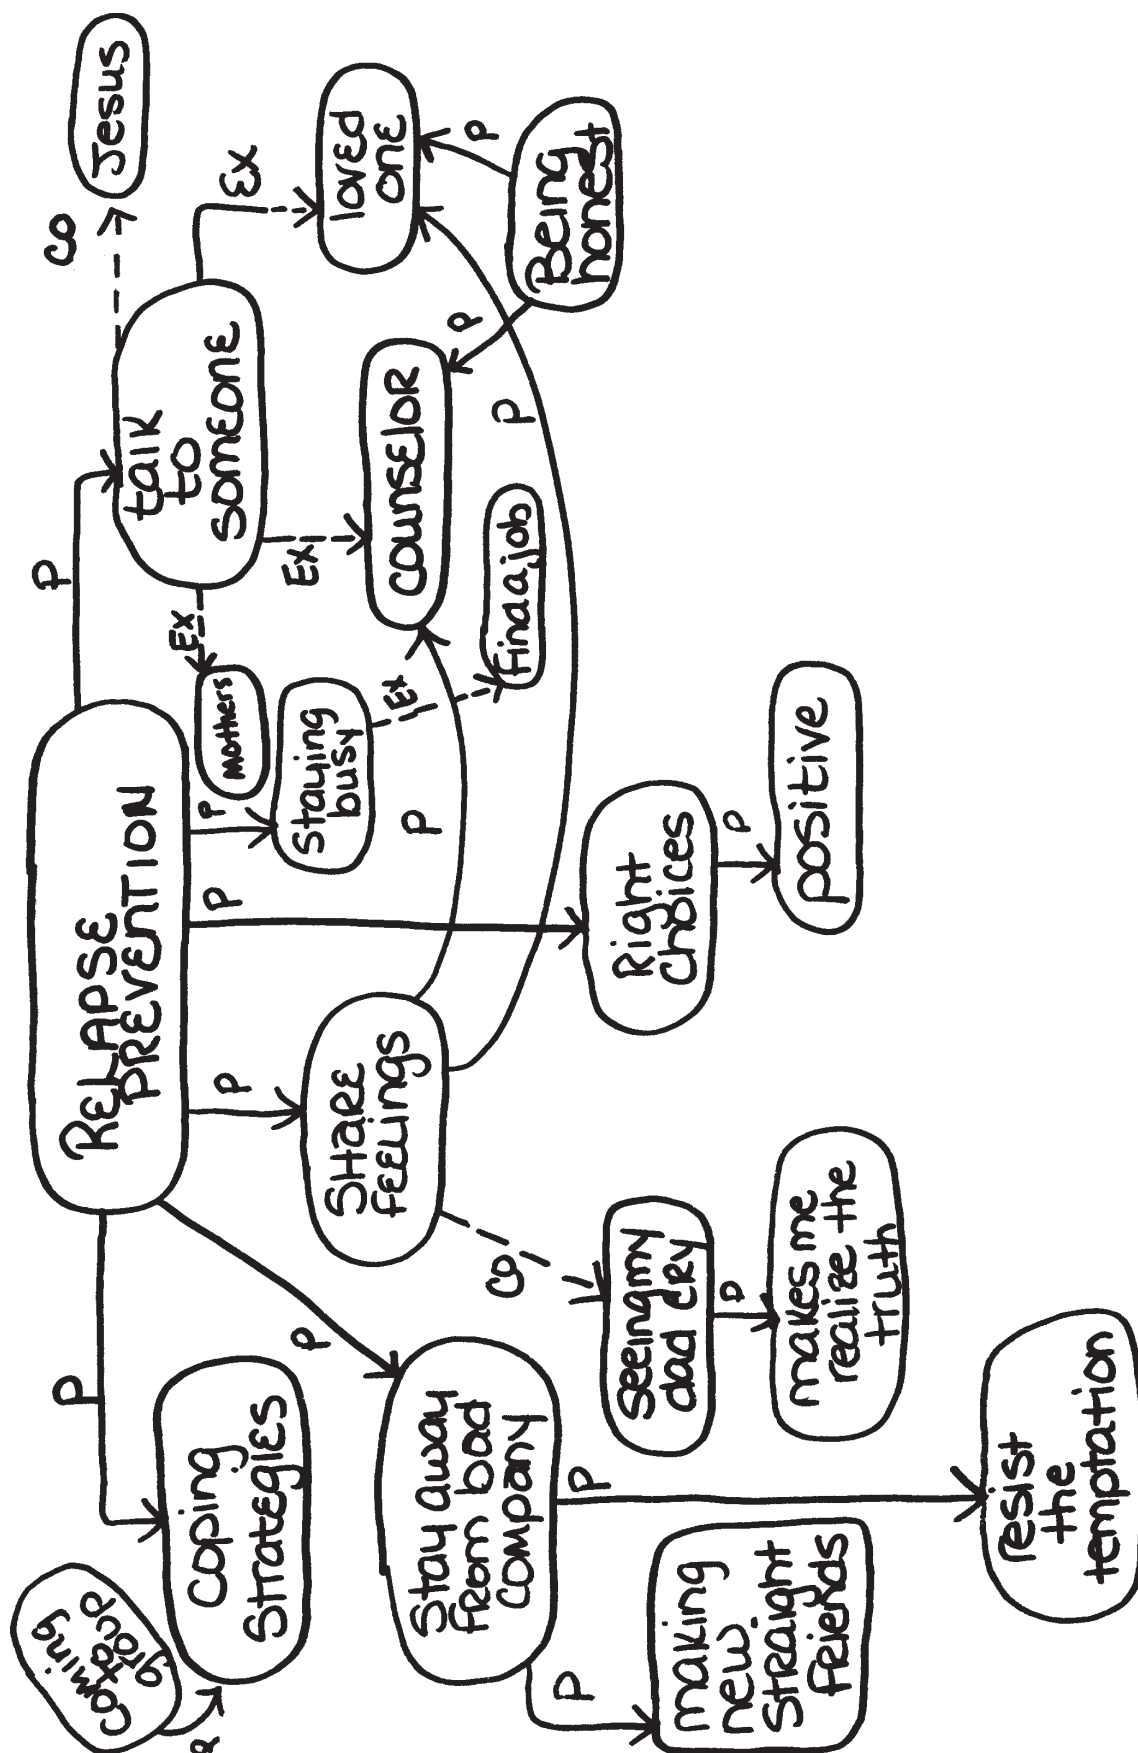 RELAPSE
PREVENTION
P
P
P
P
P
P
Coming
to
group
Coping
Strategies
Stay away
from bad
company
P
making
new
straight
friends
P
resist
the
temptation
SHARE
FEELINGS
CO
Seeing my
dad CRY
P
makes me
realize the
truth
P
P
Right
choices
P
positive
Staying
busy
Ex
Find a job
talk
to
someone
Ex
mothers
Ex
counselor
Ex
loved
one
CO
Jesus
Being
honest
P
P